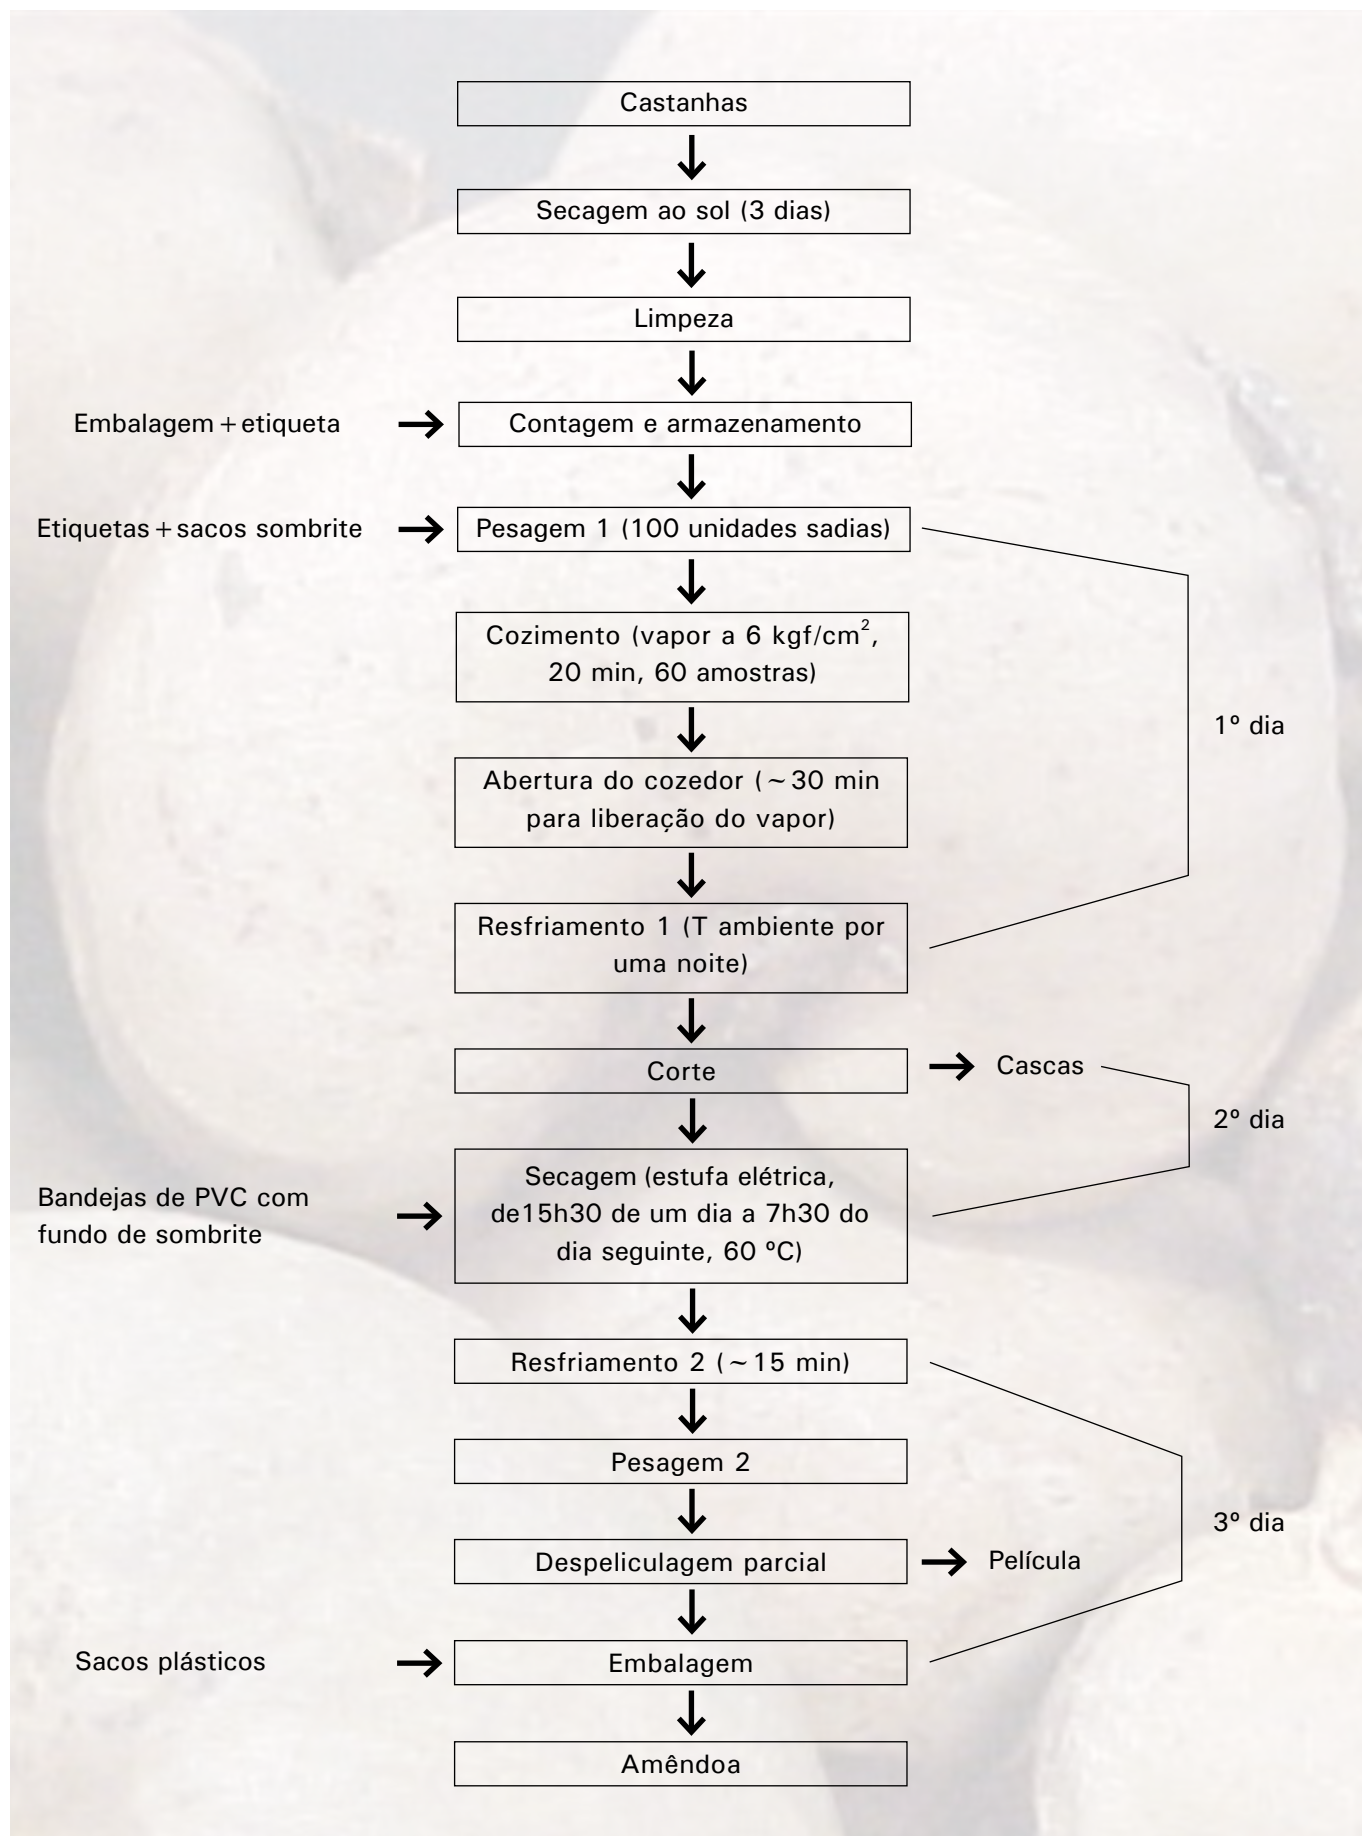 Castanhas
Secagem ao sol (3 dias)
Limpeza
Embalagem+etiqueta
Contagem e armazenamento
Etiquetas+sacos sombrite
Pesagem 1 (100 unidades sadias)
Cozimento (vapor a 6 kgf/cm²,
20 min, 60 amostras)
1º dia
Abertura do cozedor (~30 min
para liberação do vapor)
Resfriamento 1 (T ambiente por
uma noite)
Corte
Cascas
2º dia
Bandejas de PVC com
fundo de sombrite
Secagem (estufa elétrica,
de15h30 de um dia a 7h30 do
dia seguinte, 60 ºC)
Resfriamento 2 (~15 min)
Pesagem 2
3º dia
Despeliculagem parcial
Película
Sacos plásticos
Embalagem
Amêndoa